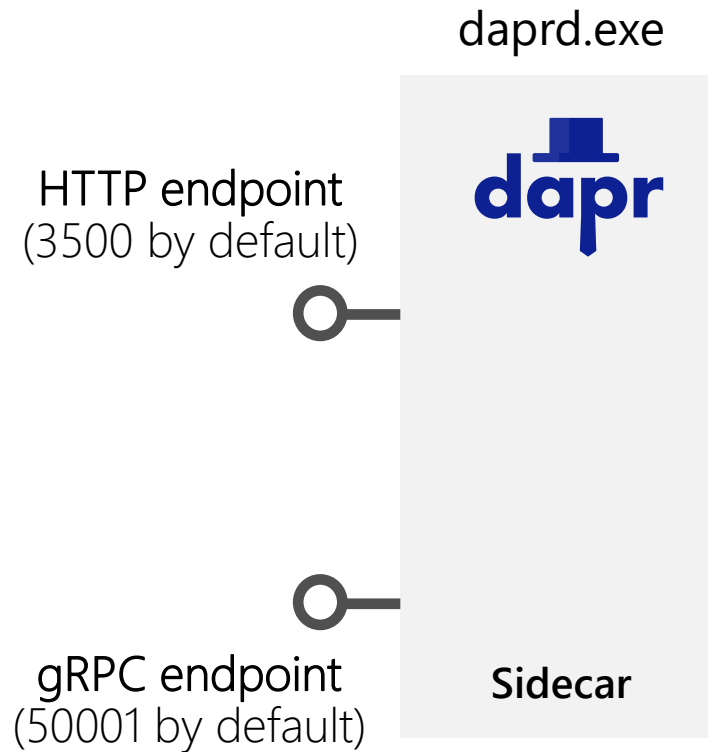 daprd.exe
dapr
HTTP endpoint
(3500 by default)
gRPC endpoint
(50001 by default)
Sidecar